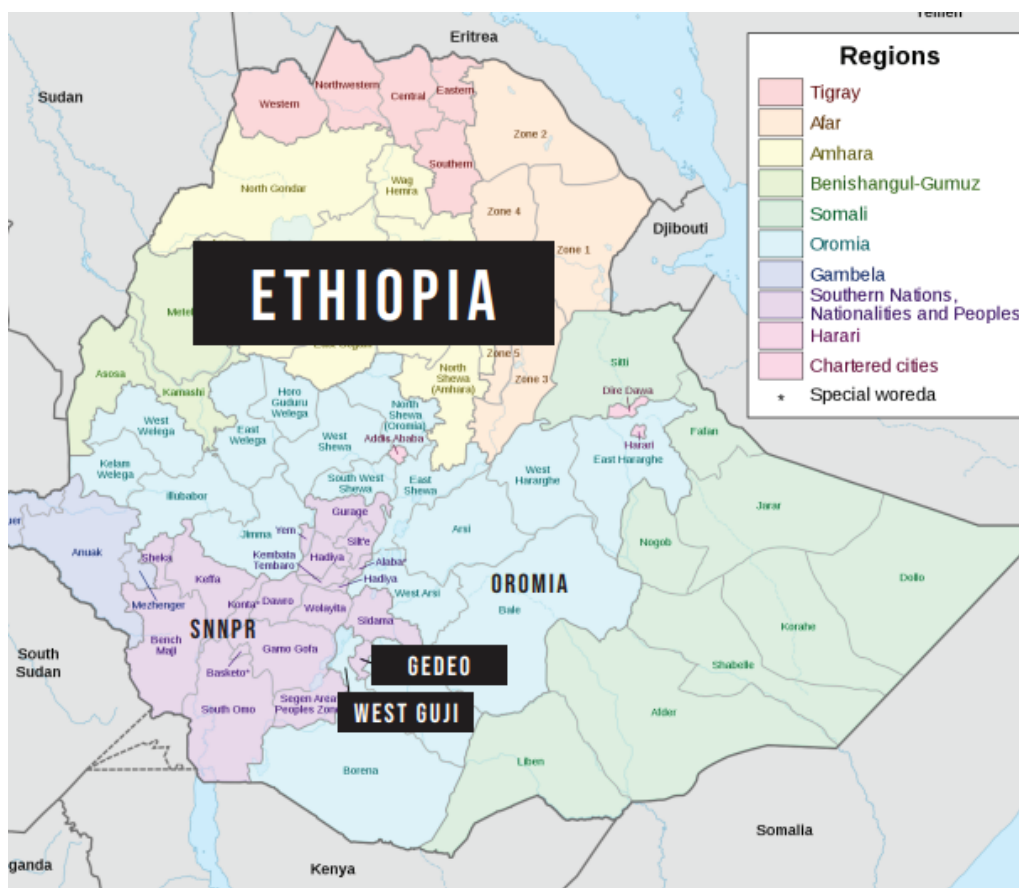 Eritrea
Sudan
Regions
Tigray
Afar
Amhara
Benishangul-Gumuz
Somali
Oromia
Gambela
Southern Nations,
Nationalities and Peoples
Harari
Chartered cities
* Special woreda
Western
Northwestern
Central
Eastern
Southern
Zone 2
North Gondar
Wag
Hemra
Zone 4
Zone 1
Djibouti
ETHIOPIA
Zone 5
Zone 3
North
Shewa
(Amhara)
Sitti
Dire Dawa
Harari
East Hararghe
Fafan
Asosa
Kamashi
Horo
Guduru
Welega
West
Welega
East
Welega
West
Shewa
North
Shewa
(Oromia)
Addis Ababa
Kelam
Welega
South West
Shewa
East
Shewa
West
Hararghe
Illubabor
Gurage
Jarar
Jimma
Yem
Silt'e
Arsi
Anuak
Sheka
Kembata
Tembaro
Hadiya
Alaba*
Hadiya
Nogob
Keffa
OROMIA
Dollo
Mezhenger
Konta*
Dawro
Wolayita
West Arsi
Bale
SNNPR
Sidama
Korahe
Bench
Maji
Gamo Gofa
South
Sudan
GEDEO
Shabelle
Basketo*
WEST GUJI
South Omo
Segen Area
Peoples Zone
Afder
Borena
Liben
Somalia
Kenya